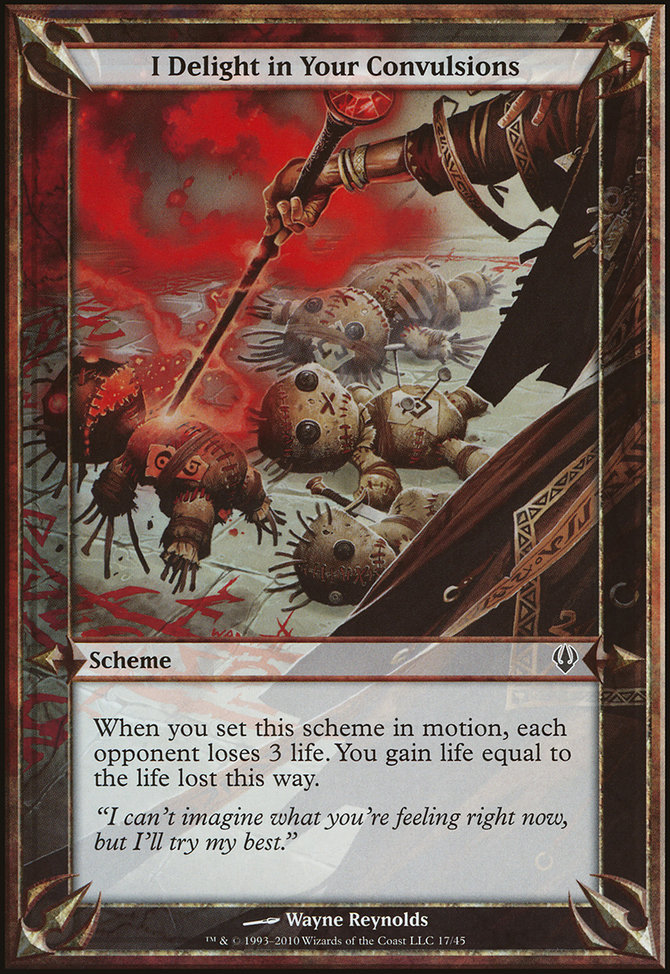 I Delight in Your Convulsions
Scheme
When you set this scheme in motion, each
opponent loses 3 life. You gain life equal to
the life lost this way.
“I can’t imagine what you’re feeling right now,
but I’ll try my best.”
Wayne Reynolds
™ & © 1993–2010 Wizards of the Coast LLC 17/45